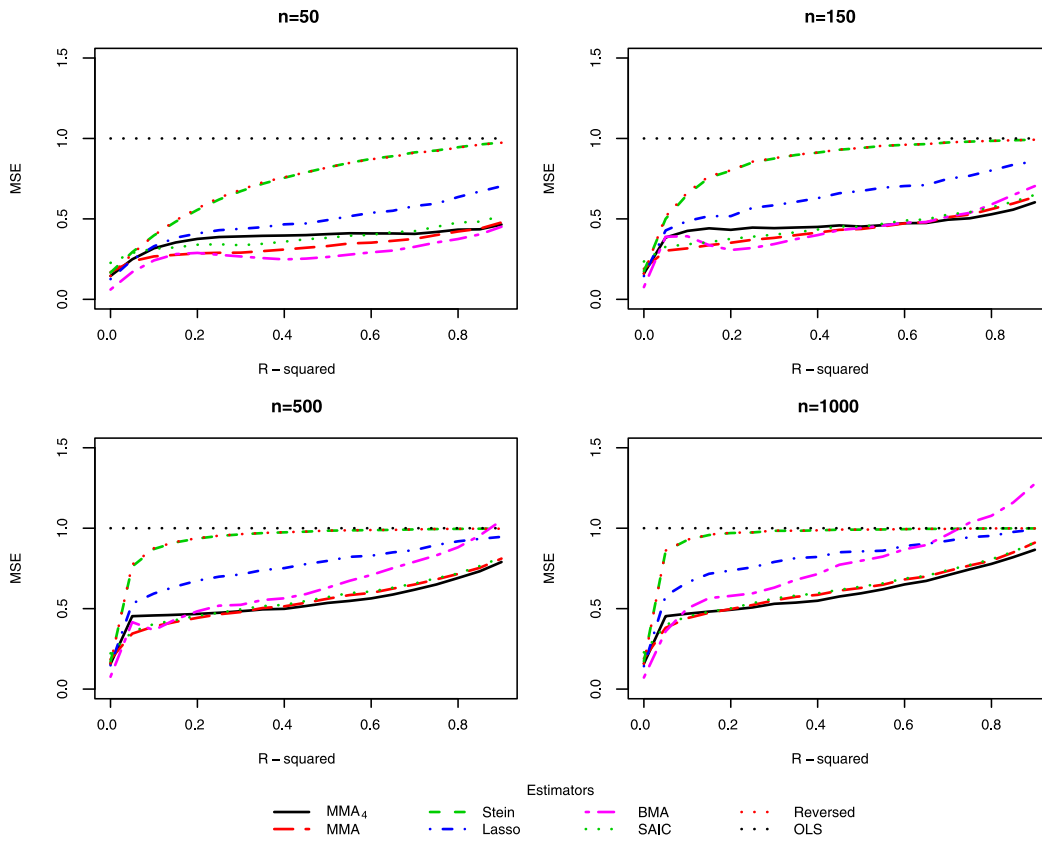 n=50
n=150
MSE
0.0 0.5 1.0 1.5
0.0 0.2 0.4 0.6 0.8
R − squared
MSE
0.0 0.5 1.0 1.5
0.0 0.2 0.4 0.6 0.8
R − squared
n=500
n=1000
MSE
0.0 0.5 1.0 1.5
0.0 0.2 0.4 0.6 0.8
R − squared
MSE
0.0 0.5 1.0 1.5
0.0 0.2 0.4 0.6 0.8
R − squared
Estimators
MMA₄ Stein BMA Reversed
MMA Lasso SAIC OLS